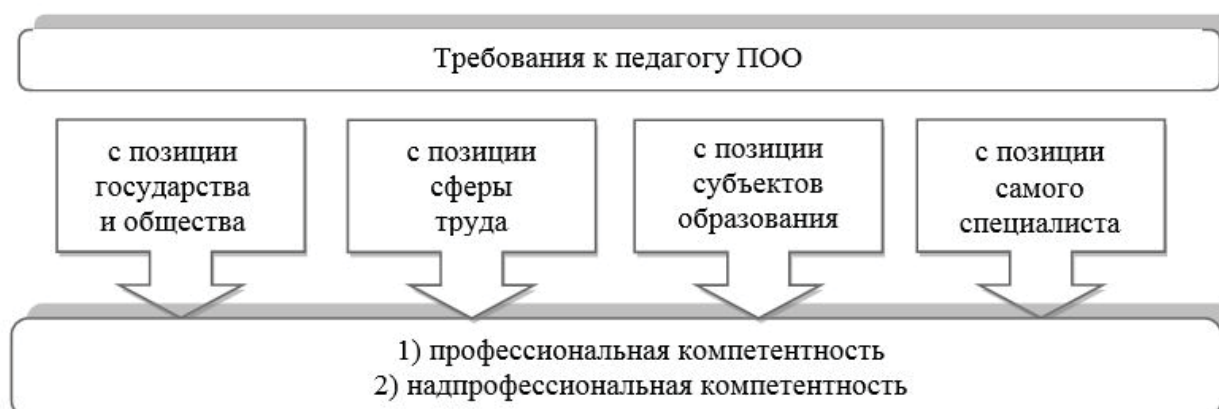 Требования к педагогу ПОО
с позиции
государства
и общества
с позиции
сферы
труда
с позиции
субъектов
образования
с позиции
самого
специалиста
1) профессиональная компетентность
2) надпрофессиональная компетентность